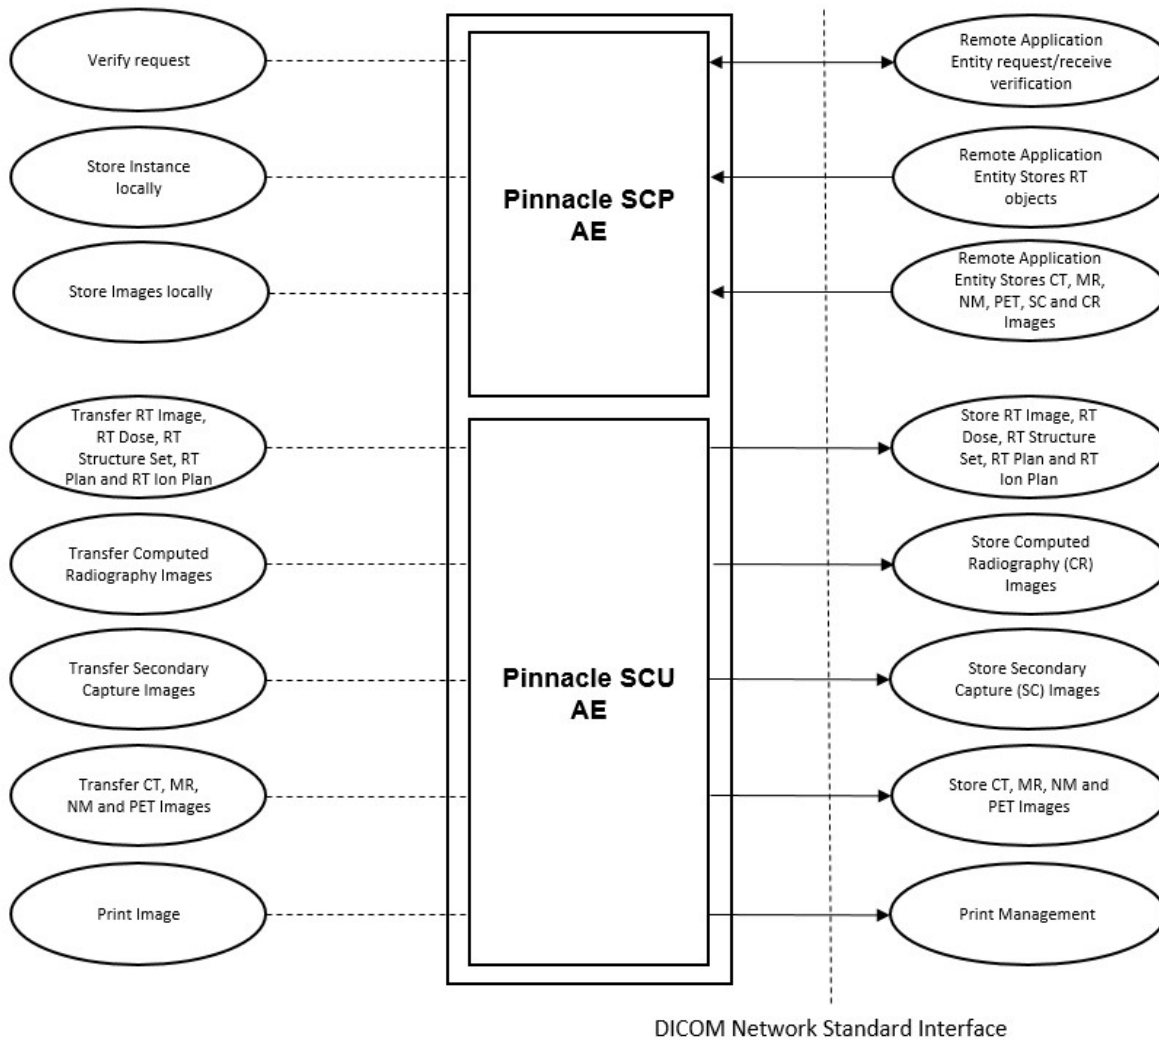 Verify request
Remote Application
Entity request/receive
verification
Store Instance
locally
Remote Application
Entity Stores RT
objects
Pinnacle SCP
AE
Store Images locally
Remote Application
Entity Stores CT, MR,
NM, PET, SC and CR
Images
Transfer RT Image,
RT Dose, RT
Structure Set, RT
Plan and RT Ion Plan
Store RT Image, RT
Dose, RT Structure
Set, RT Plan and RT
Ion Plan
Transfer Computed
Radiography Images
Store Computed
Radiography (CR)
Images
Transfer Secondary
Capture Images
Pinnacle SCU
AE
Store Secondary
Capture (SC) Images
Transfer CT, MR,
NM and PET Images
Store CT, MR, NM and
PET Images
Print Image
Print Management
DICOM Network Standard Interface